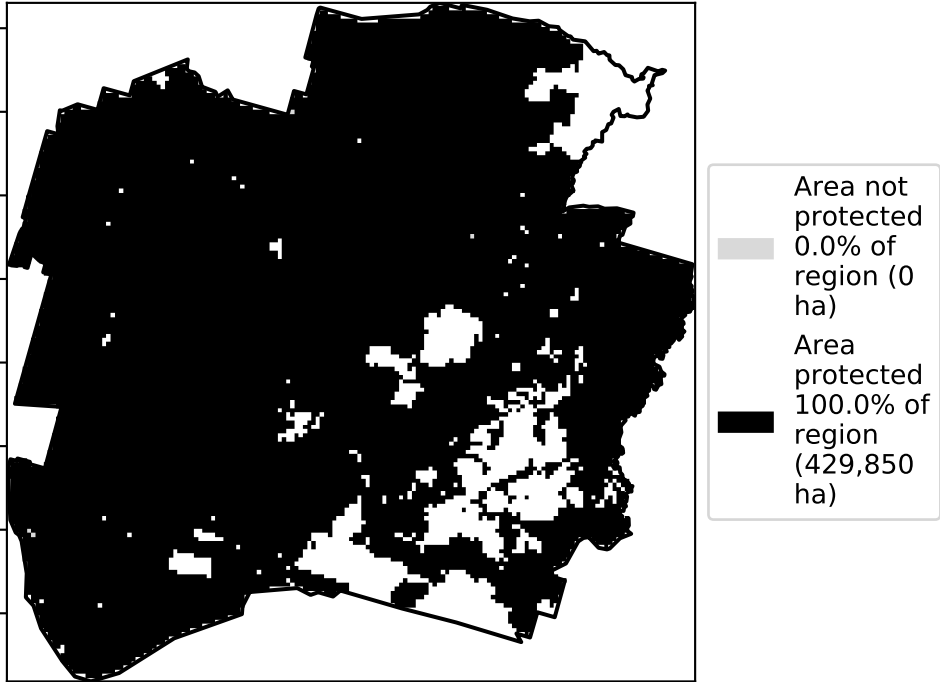 Area not
protected
0.0% of
region (0
ha)
Area
protected
100.0% of
region
(429,850
ha)